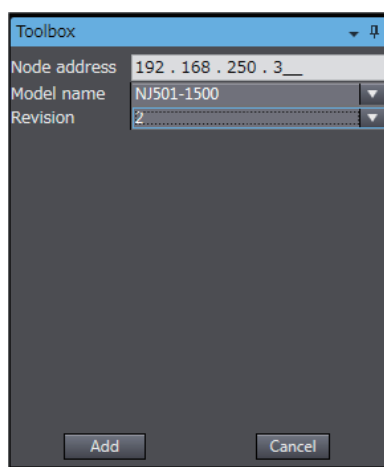 Toolbox
Node address 192 . 168 . 250 . 3__
Model name NJ501-1500
Revision 2
Add Cancel